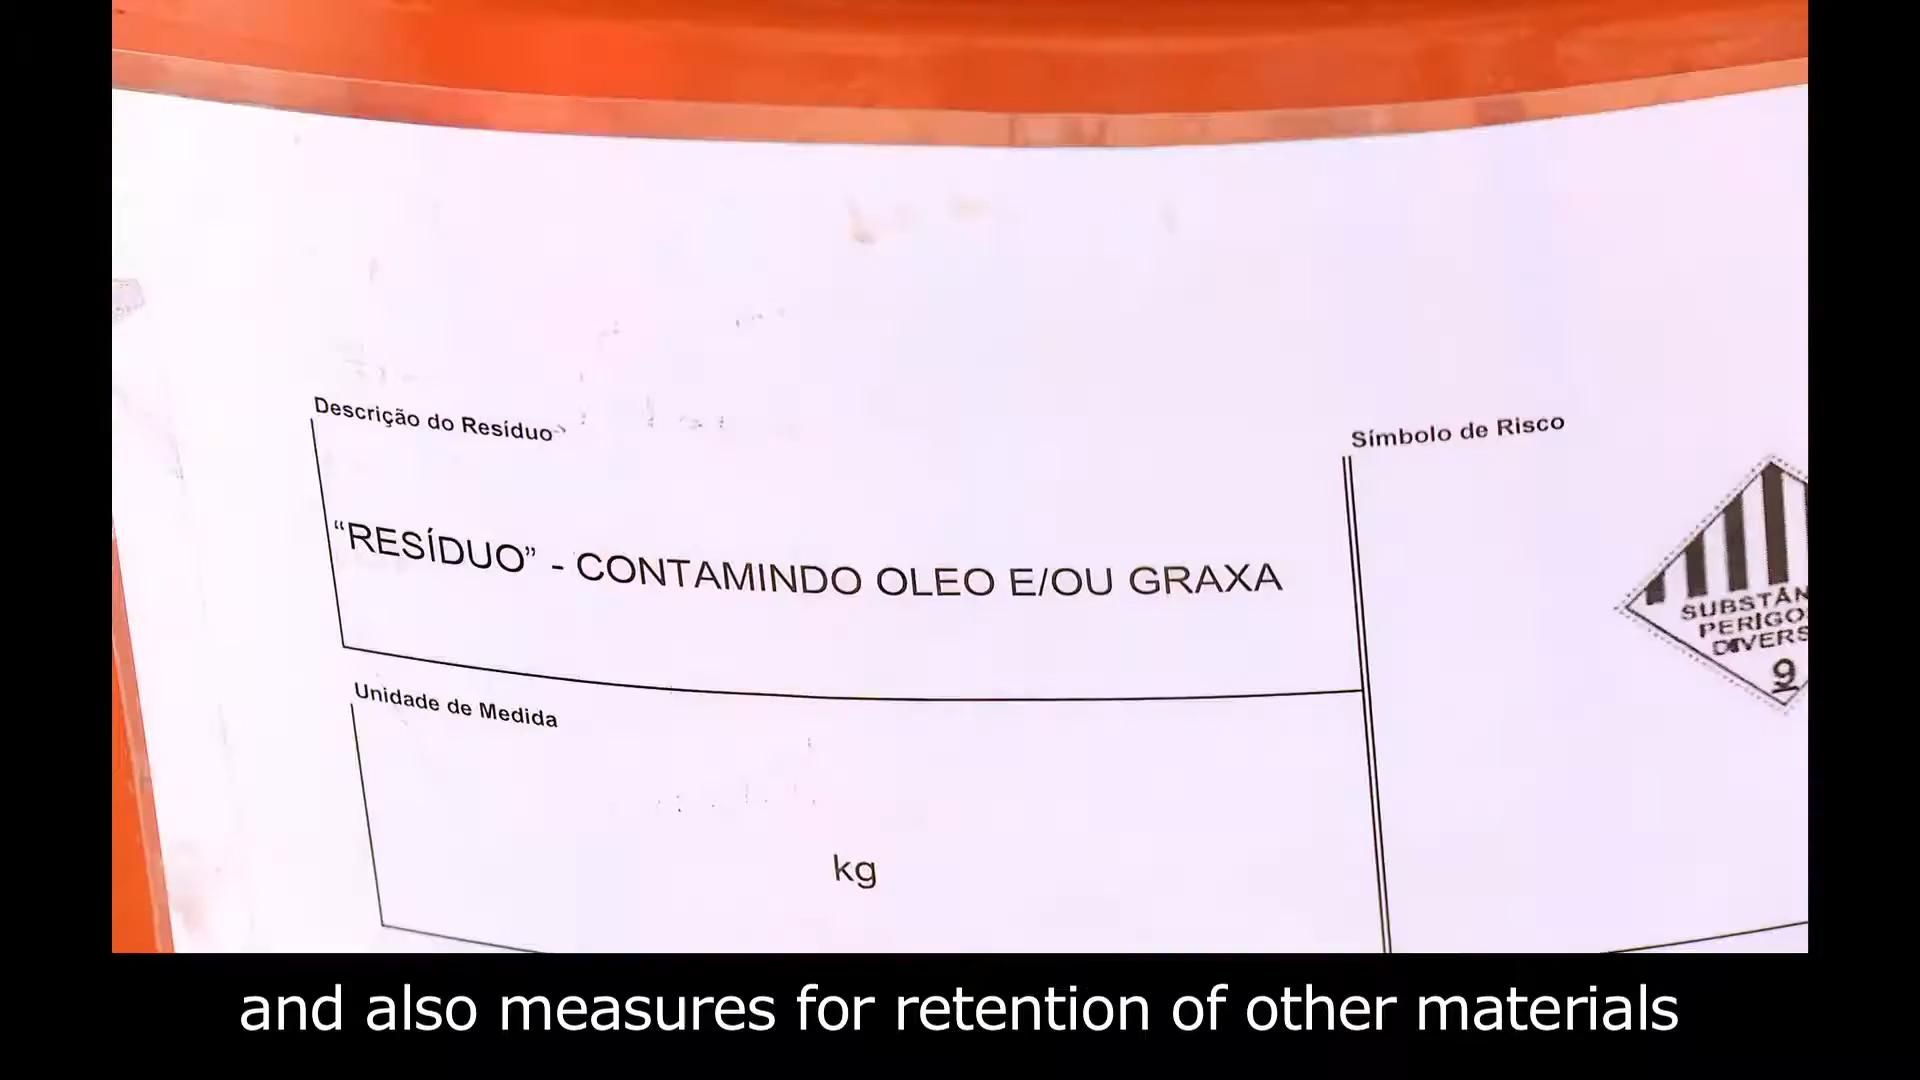 Descrição do Resíduo
Símbolo de Risco
"RESÍDUO" - CONTAMINDO OLEO E/OU GRAXA
SUBSTÂN
PERIGO
DIVERS
9
Unidade de Medida
kg
and also measures for retention of other materials